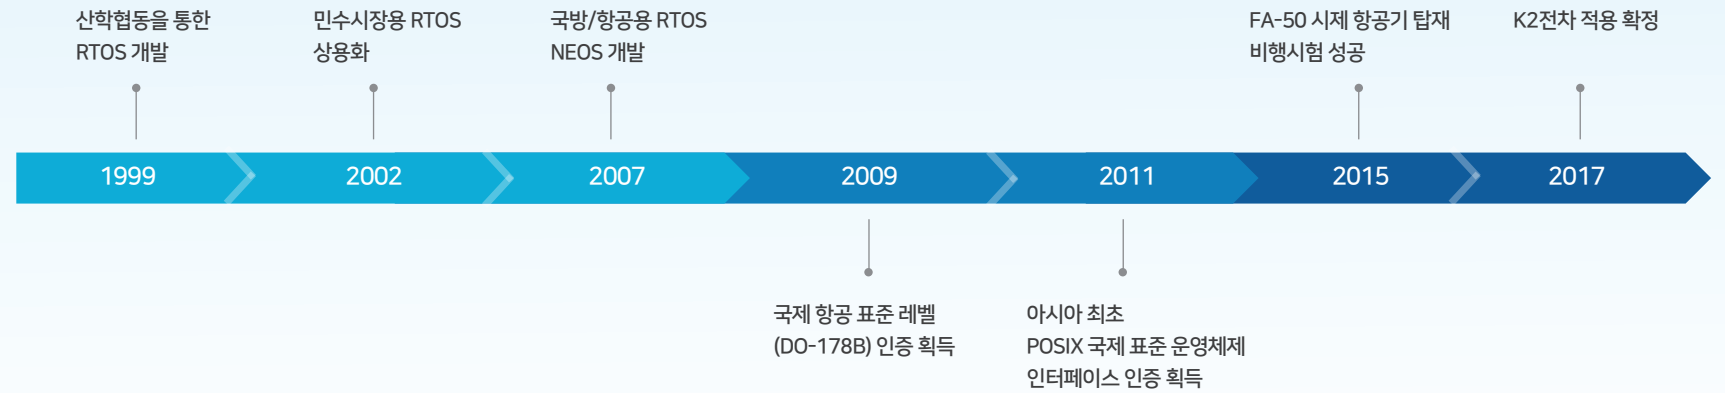 산학협동을 통한
RTOS 개발
민수시장용 RTOS
상용화
국방/항공용 RTOS
NEOS 개발
FA-50 시제 항공기 탑재
비행시험 성공
K2전차 적용 확정
1999
2002
2007
2009
2011
2015
2017
국제 항공 표준 레벨
(DO-178B) 인증 획득
아시아 최초
POSIX 국제 표준 운영체제
인터페이스 인증 획득